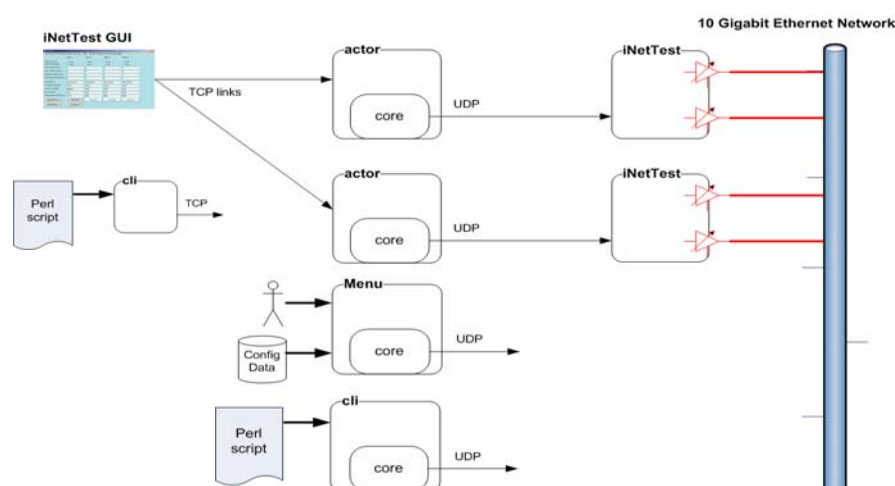 10 Gigabit Ethernet Network
iNetTest GUI
actor
iNetTest
TCP links
UDP
core
actor
iNetTest
cli
Perl
script
TCP
UDP
core
Menu
UDP
core
Config
Data
cli
Perl
script
UDP
core